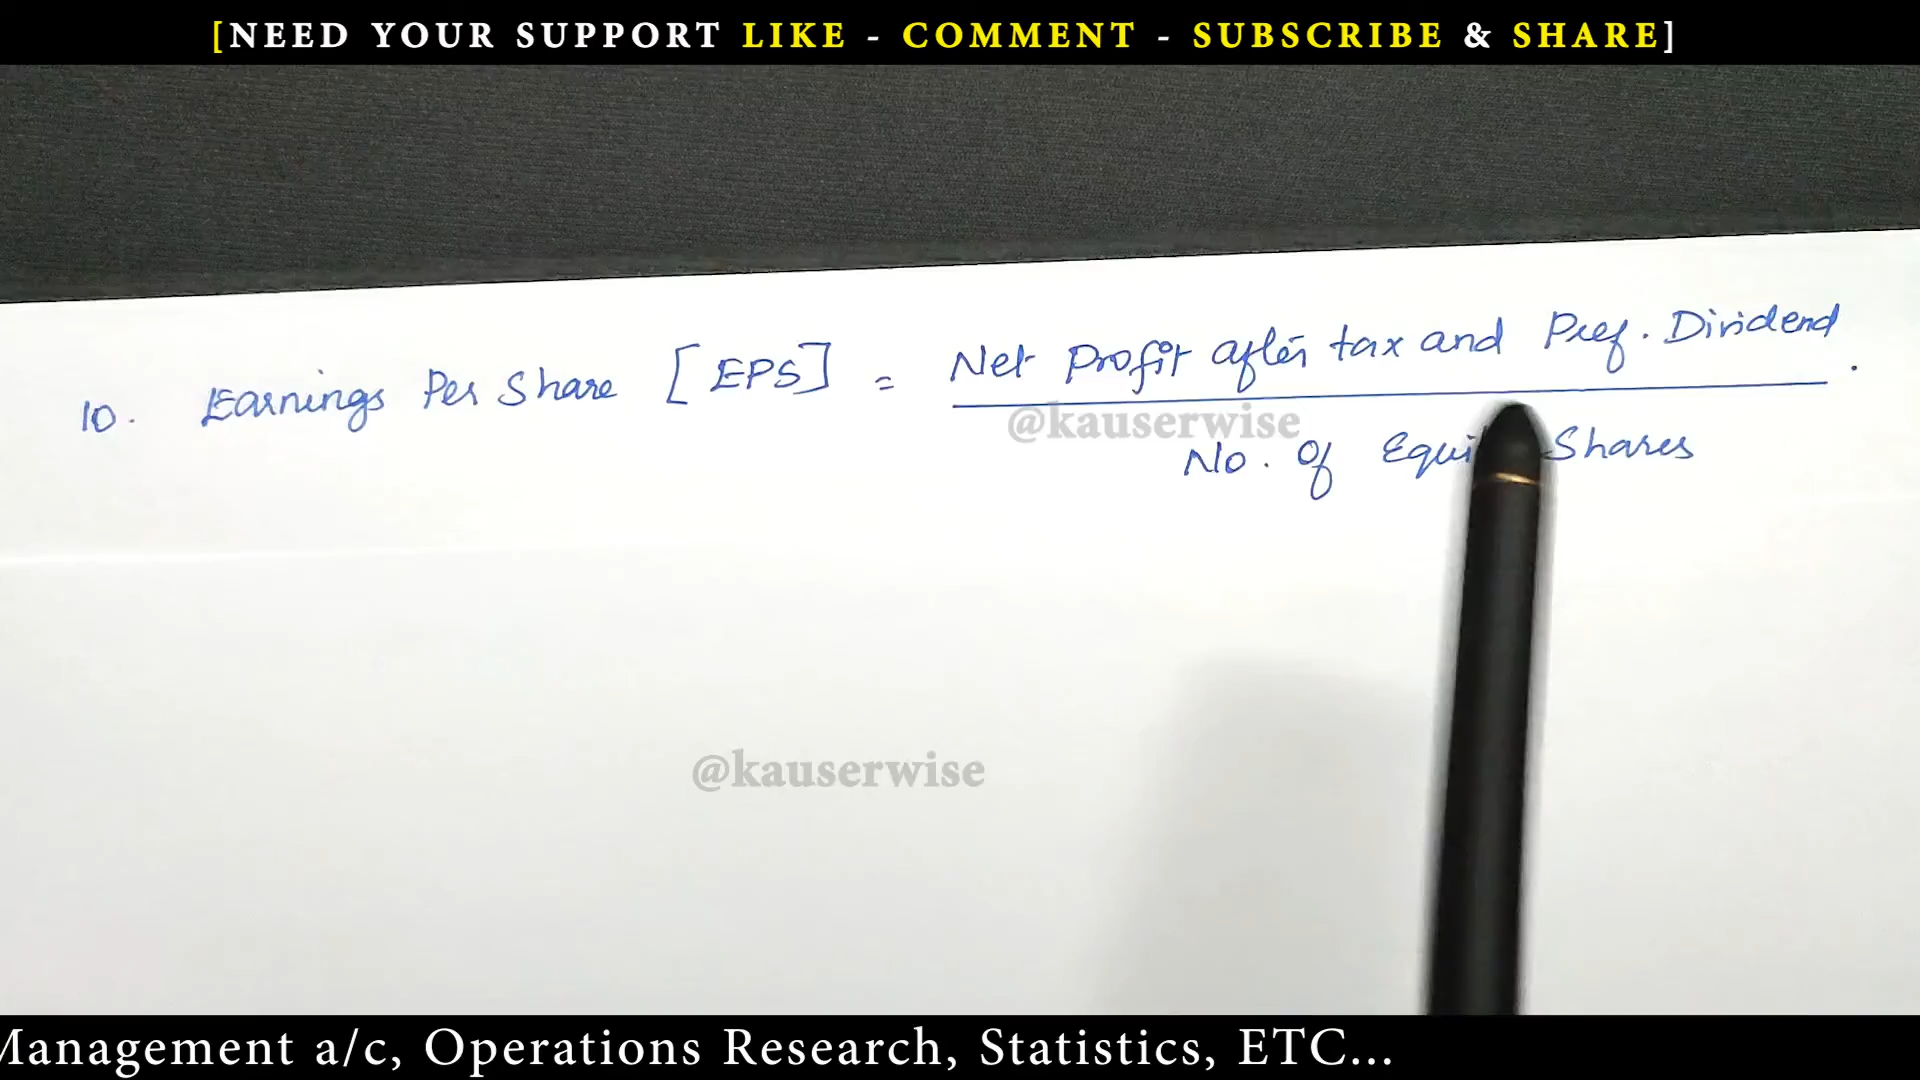 [NEED YOUR SUPPORT LIKE - COMMENT - SUBSCRIBE & SHARE]
10. Earnings Per Share [EPS] = Net Profit after tax and Pref. Dividend.
@kauserwise
No. Of Shares
@kauserwise
Management a/c, Operations Research, Statistics, ETC...